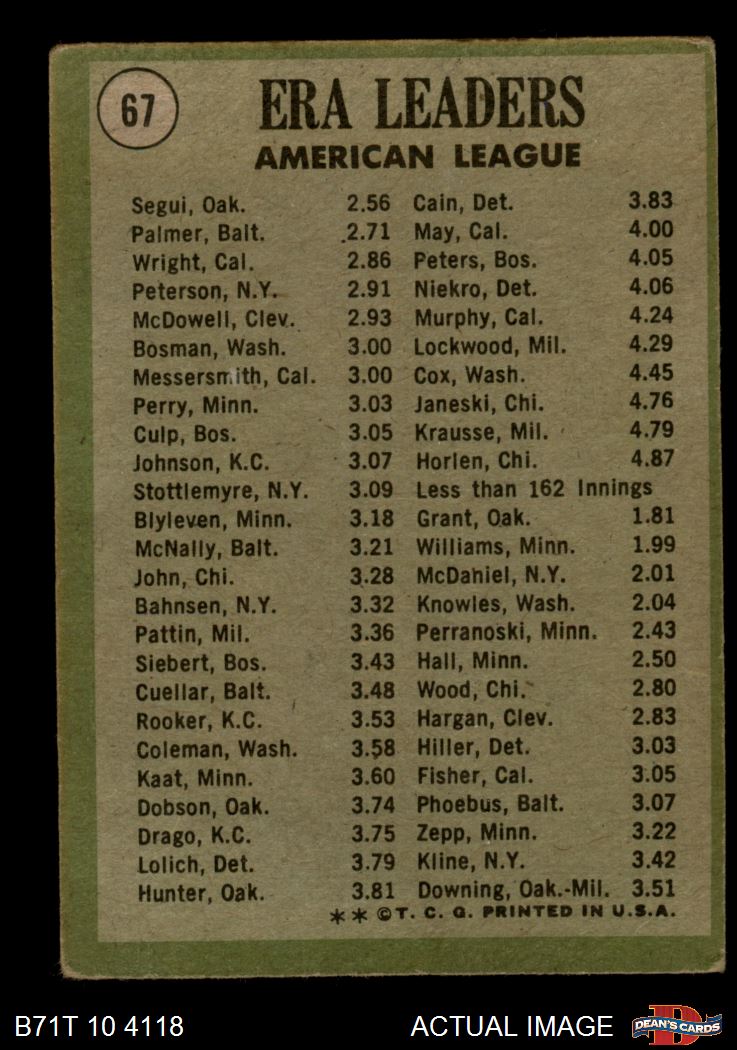 67
ERA LEADERS
AMERICAN LEAGUE
Segui, Oak. 2.56
Palmer, Balt. 2.71
Wright, Cal. 2.86
Peterson, N.Y. 2.91
McDowell, Clev. 2.93
Bosman, Wash. 3.00
Messersmith, Cal. 3.00
Perry, Minn. 3.03
Culp, Bos. 3.05
Johnson, K.C. 3.07
Stottlemyre, N.Y. 3.09
Blyleven, Minn. 3.18
McNally, Balt. 3.21
John, Chi. 3.28
Bahnsen, N.Y. 3.32
Pattin, Mil. 3.36
Siebert, Bos. 3.43
Cuellar, Balt. 3.48
Rooker, K.C. 3.53
Coleman, Wash. 3.58
Kaat, Minn. 3.60
Dobson, Oak. 3.74
Drago, K.C. 3.75
Lolich, Det. 3.79
Hunter, Oak. 3.81
Cain, Det. 3.83
May, Cal. 4.00
Peters, Bos. 4.05
Niekro, Det. 4.06
Murphy, Cal. 4.24
Lockwood, Mil. 4.29
Cox, Wash. 4.45
Janeski, Chi. 4.76
Krausse, Mil. 4.79
Horlen, Chi. 4.87
Less than 162 Innings
Grant, Oak. 1.81
Williams, Minn. 1.99
McDaniel, N.Y. 2.01
Knowles, Wash. 2.04
Perranoski, Minn. 2.43
Hall, Minn. 2.50
Wood, Chi. 2.80
Hargan, Clev. 2.83
Hiller, Det. 3.03
Fisher, Cal. 3.05
Phoebus, Balt. 3.07
Zepp, Minn. 3.22
Kline, N.Y. 3.42
Downing, Oak.-Mil. 3.51
** © T. C. G. PRINTED IN U.S.A.
B71T 10 4118
ACTUAL IMAGE
DEAN'S CARDS